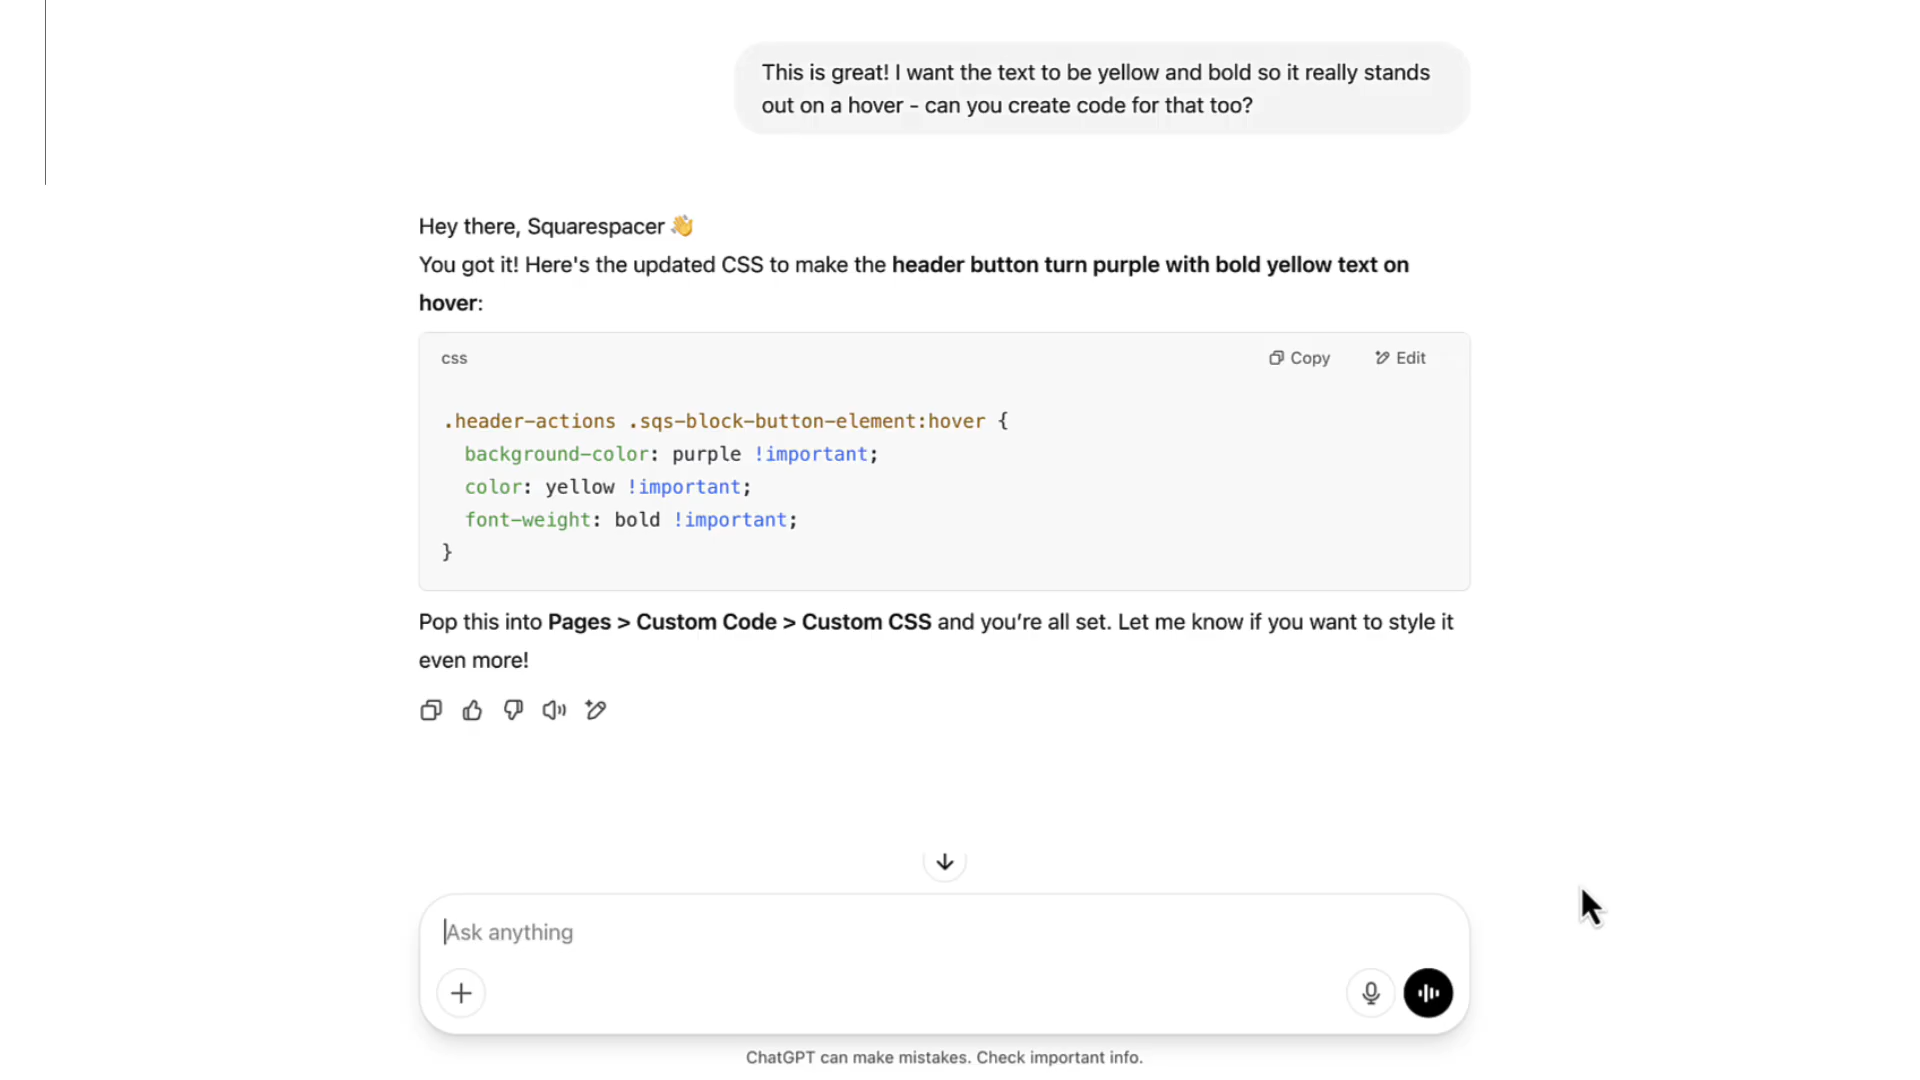 This is great! I want the text to be yellow and bold so it really stands
out on a hover - can you create code for that too?
Hey there, Squarespacer 👋
You got it! Here's the updated CSS to make the header button turn purple with bold yellow text on
hover:
css
Copy
Edit
.header-actions .sqs-block-button-element:hover {
  background-color: purple !important;
  color: yellow !important;
  font-weight: bold !important;
}
Pop this into Pages > Custom Code > Custom CSS and you’re all set. Let me know if you want to style it
even more!
Ask anything
ChatGPT can make mistakes. Check important info.